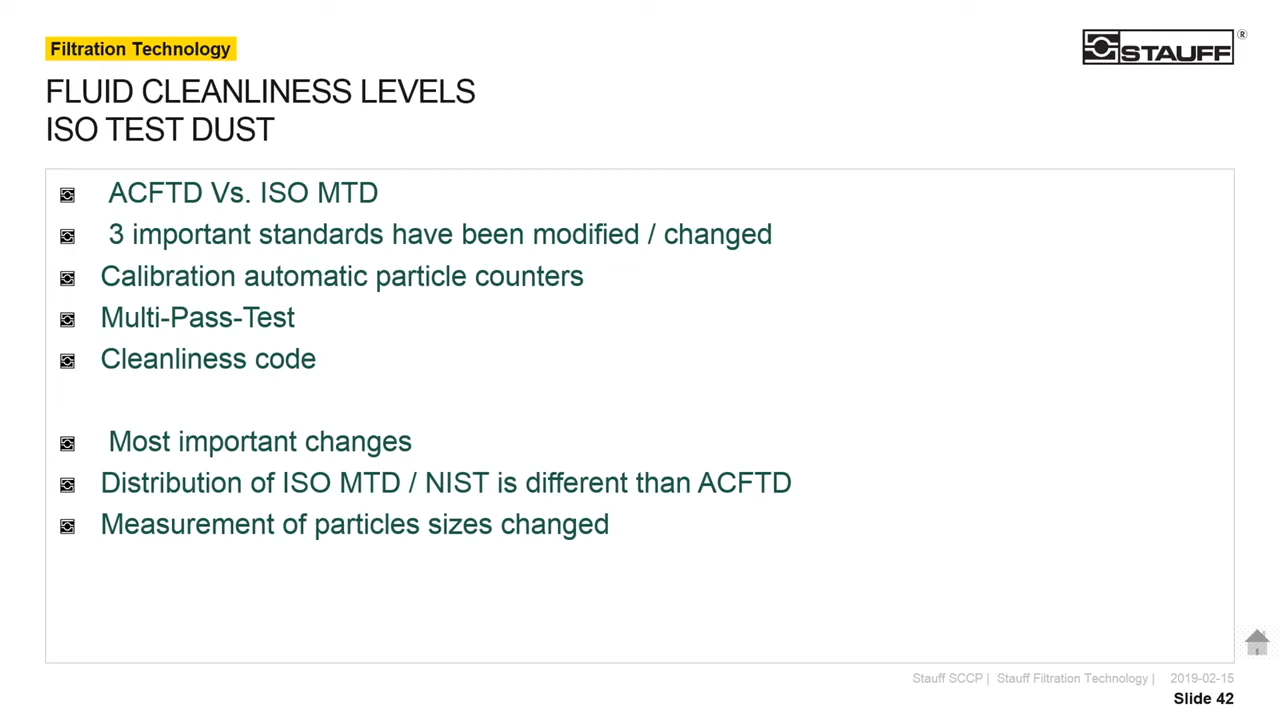 Filtration Technology
STAUFF®
FLUID CLEANLINESS LEVELS
ISO TEST DUST
ACFTD Vs. ISO MTD
3 important standards have been modified / changed
Calibration automatic particle counters
Multi-Pass-Test
Cleanliness code
Most important changes
Distribution of ISO MTD / NIST is different than ACFTD
Measurement of particles sizes changed
Stauff SCCP | Stauff Filtration Technology | 2019-02-15
Slide 42